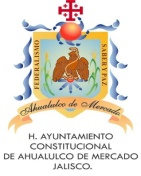 FEDERALISMO
SABER Y PAZ
Ahualulco de Mercado
H. AYUNTAMIENTO
CONSTITUCIONAL
DE AHUALULCO DE MERCADO
JALISCO.